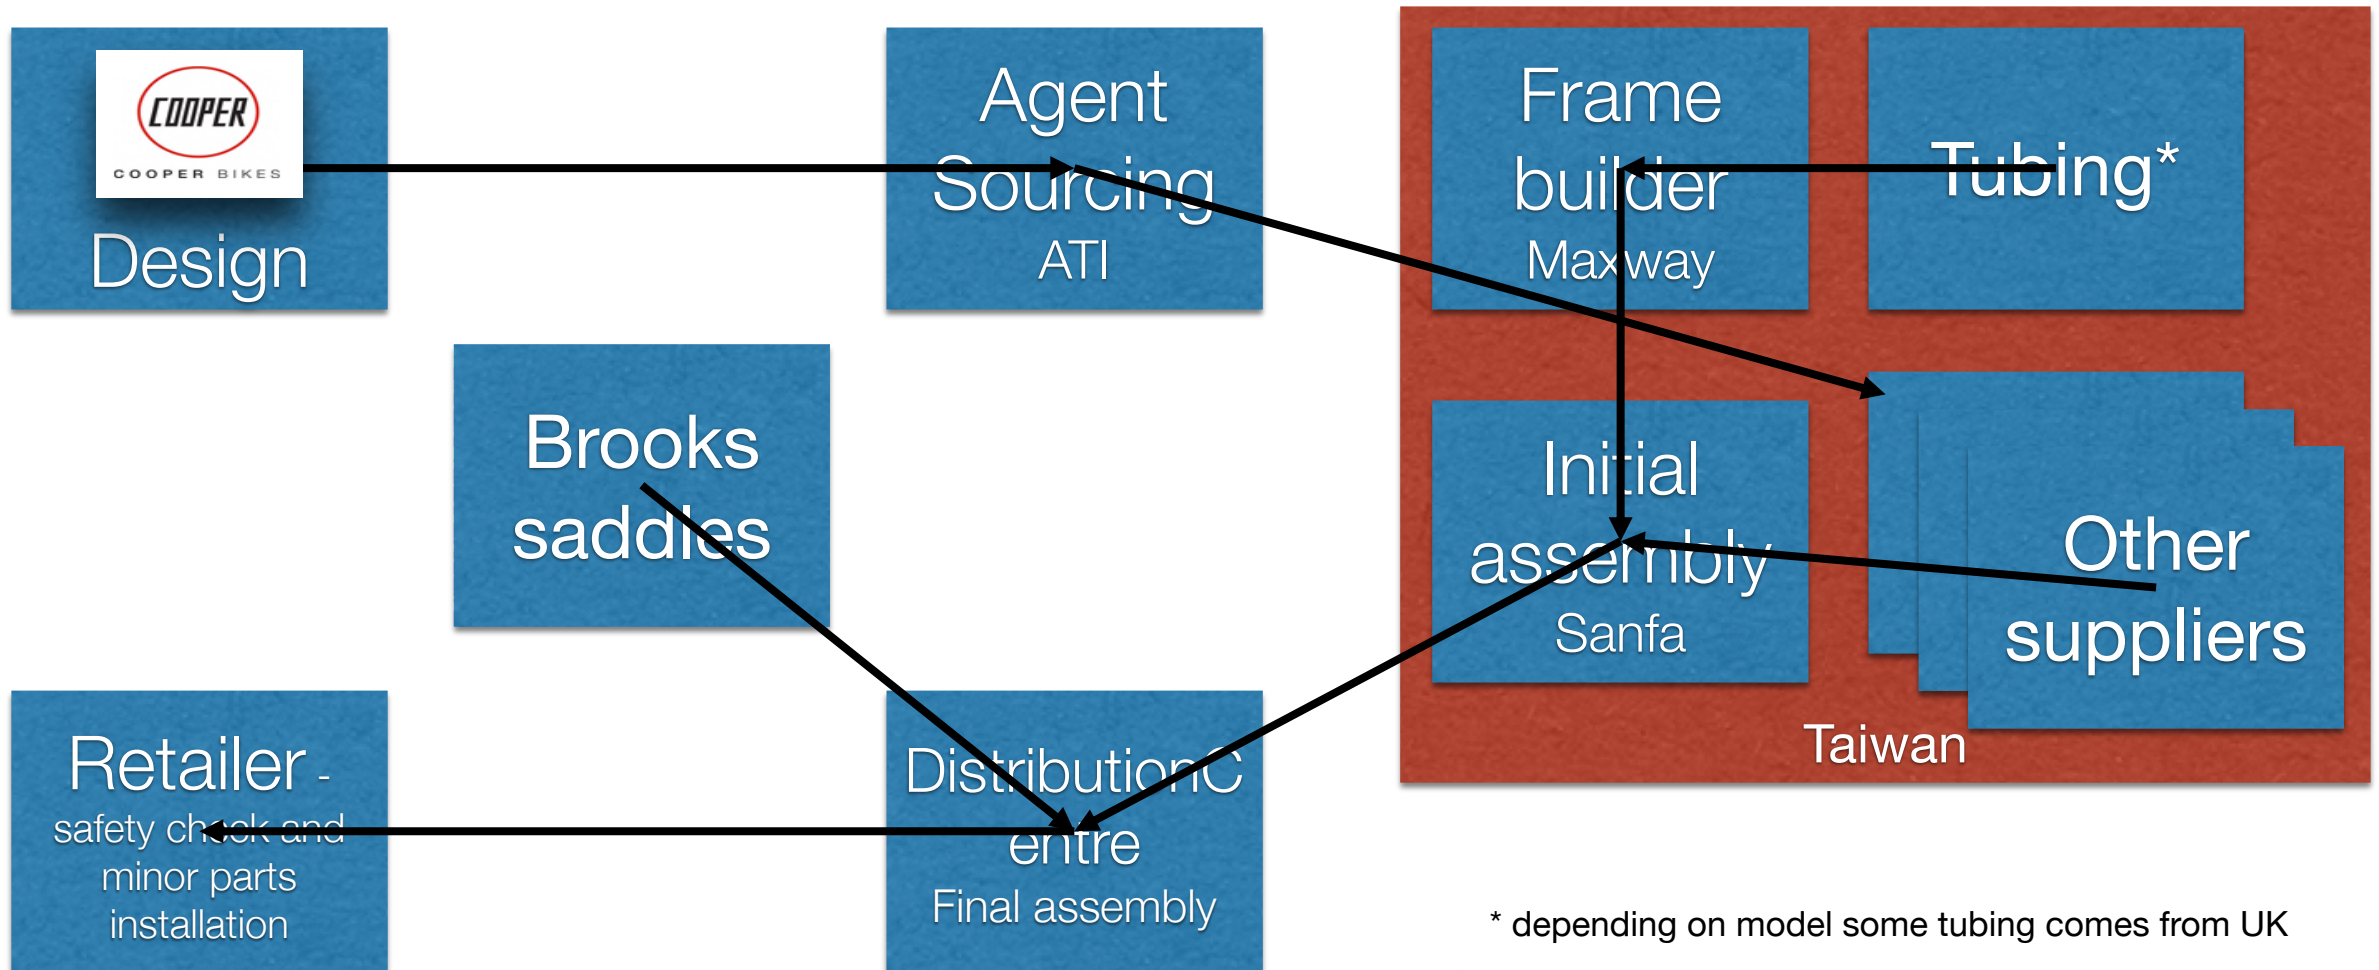 COOPER
COOPER BIKES
Design
Agent
Sourcing
ATI
Frame
builder
Maxway
Tubing*
Brooks
saddles
Initial
assembly
Sanfa
Other
suppliers
Taiwan
Retailer -
safety check and
minor parts
installation
DistributionC
entre
Final assembly
* depending on model some tubing comes from UK